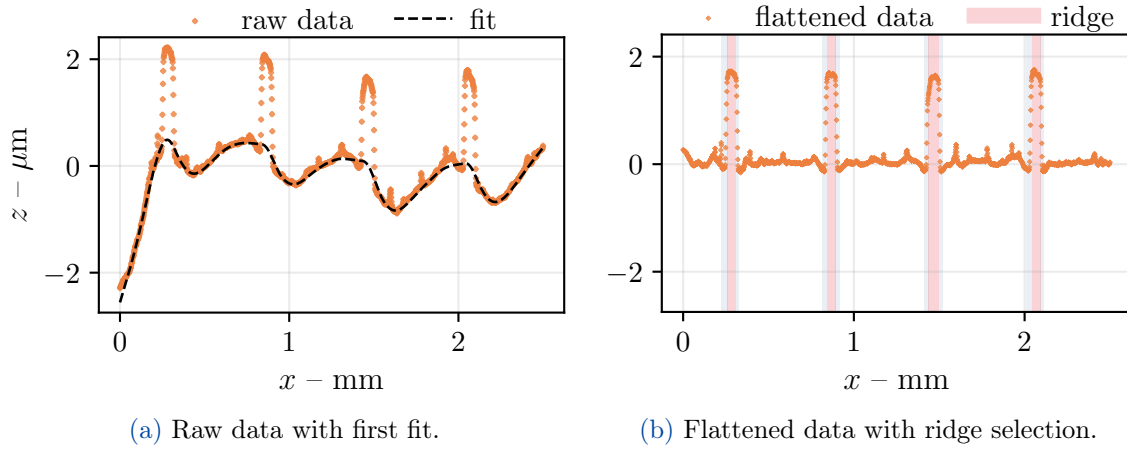 raw data
fit
2
0
−2
z – μm
0
1
2
x – mm
(a) Raw data with first fit.
flattened data
ridge
2
0
−2
0
1
2
x – mm
(b) Flattened data with ridge selection.